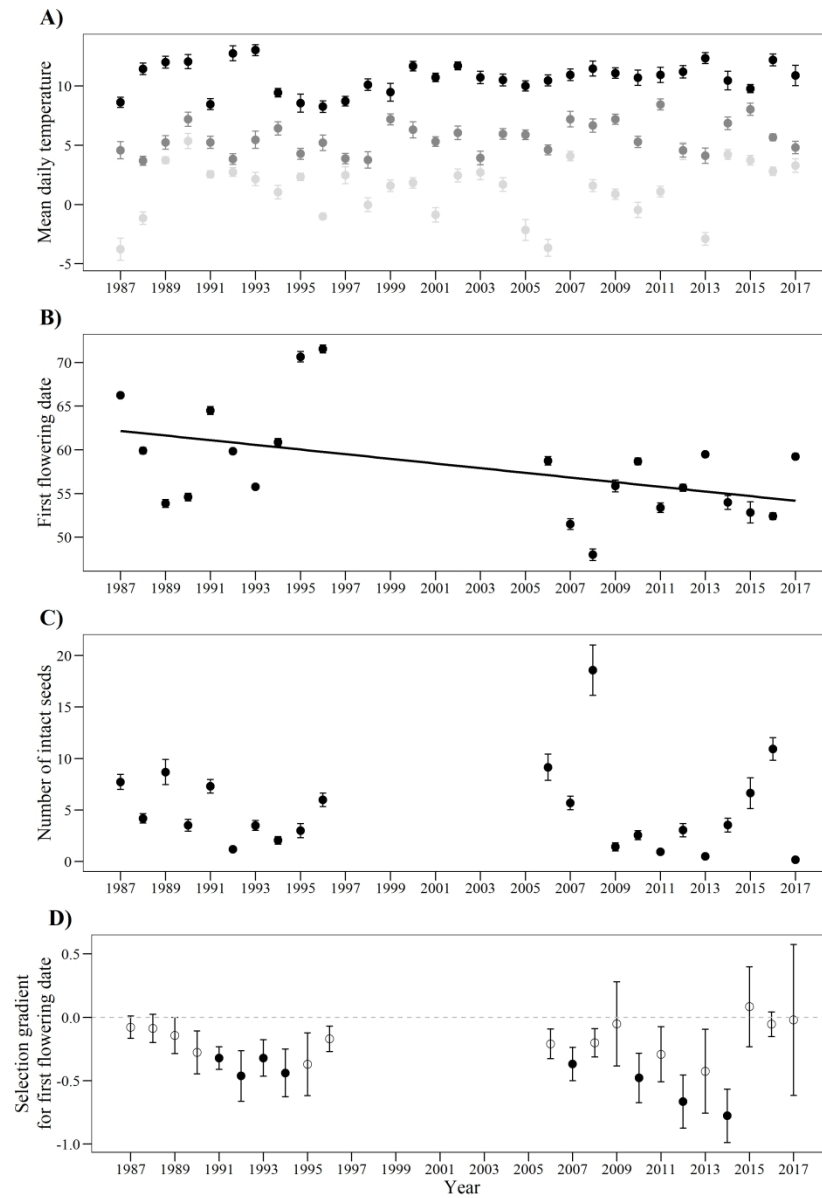 A)
Mean daily temperature
10
5
0
-5
1987 1989 1991 1993 1995 1997 1999 2001 2003 2005 2007 2009 2011 2013 2015 2017
B)
First flowering date
70
65
60
55
50
1987 1989 1991 1993 1995 1997 1999 2001 2003 2005 2007 2009 2011 2013 2015 2017
C)
Number of intact seeds
20
15
10
5
0
1987 1989 1991 1993 1995 1997 1999 2001 2003 2005 2007 2009 2011 2013 2015 2017
D)
Selection gradient
for first flowering date
0.5
0.0
-0.5
-1.0
1987 1989 1991 1993 1995 1997 1999 2001 2003 2005 2007 2009 2011 2013 2015 2017
Year